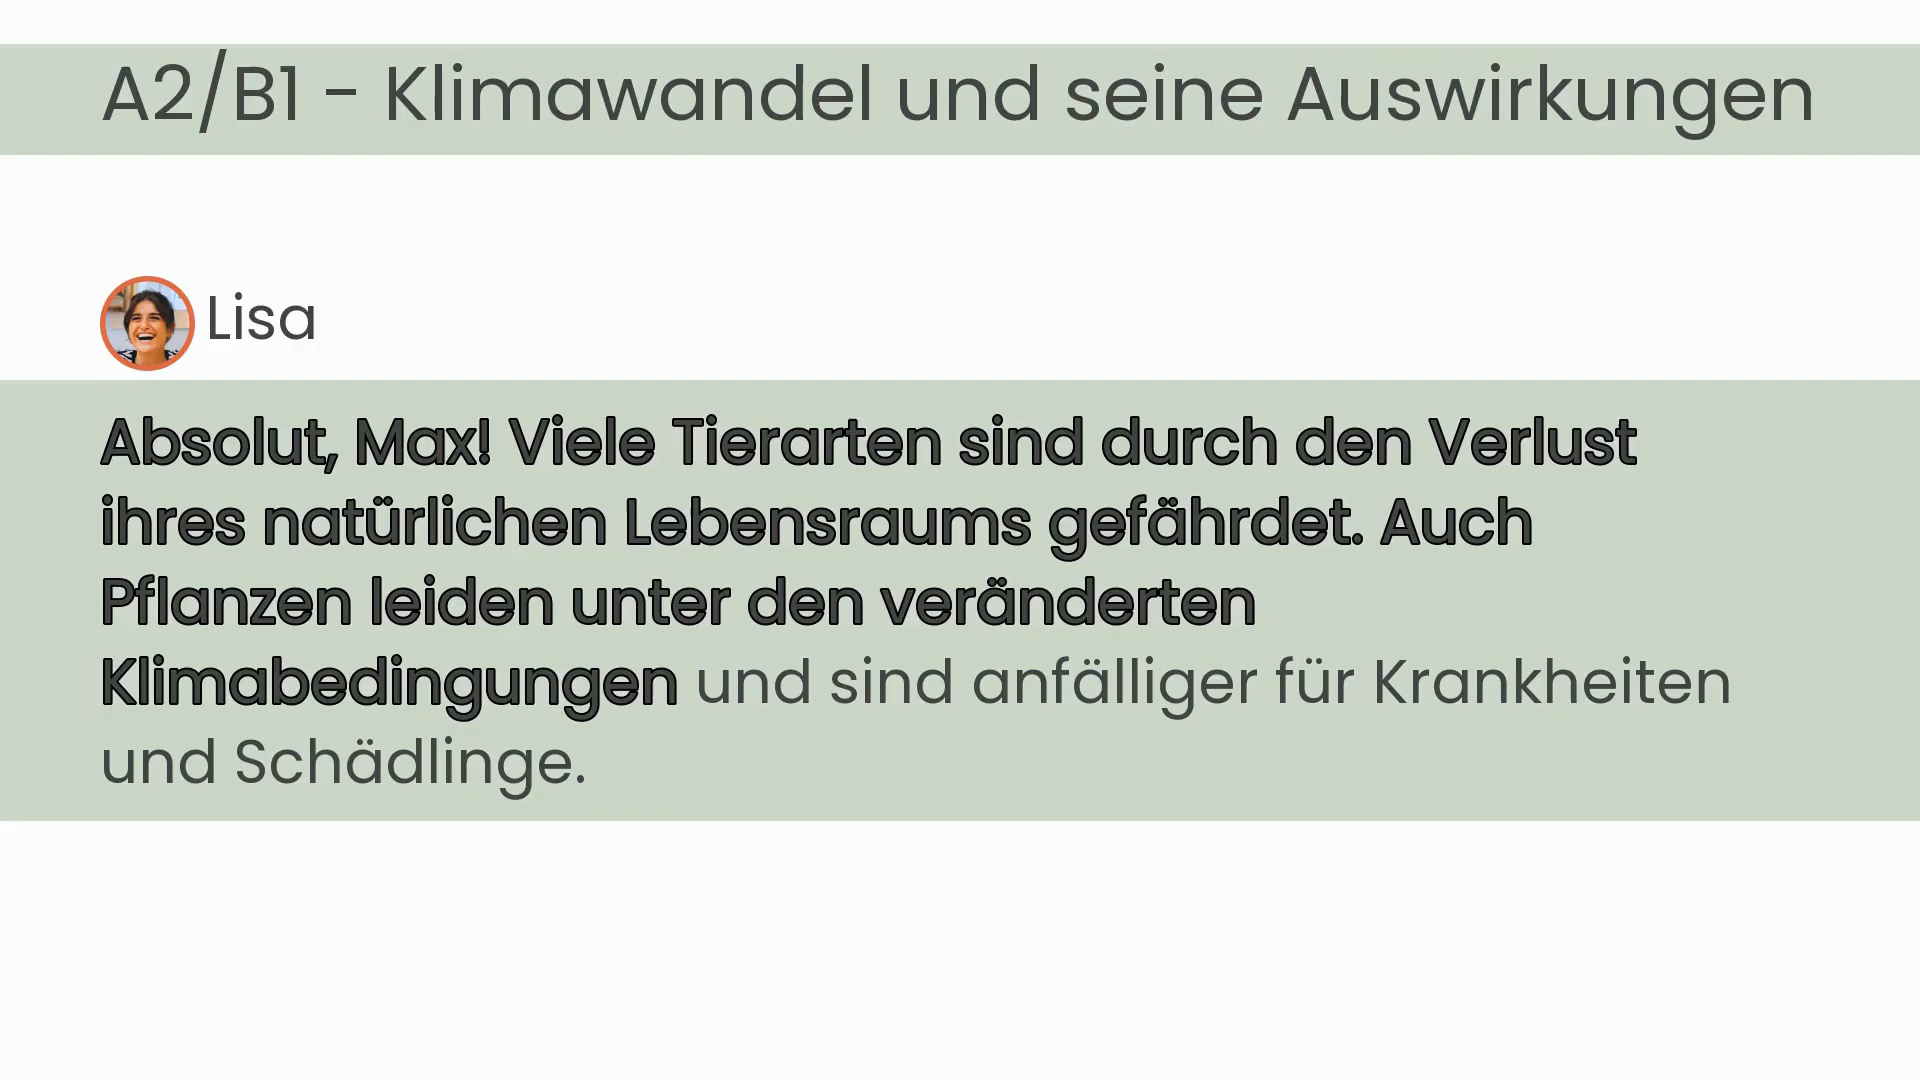 A2/B1 - Klimawandel und seine Auswirkungen
Lisa
Absolut, Max! Viele Tierarten sind durch den Verlust
ihres natürlichen Lebensraums gefährdet. Auch
Pflanzen leiden unter den veränderten
Klimabedingungen und sind anfälliger für Krankheiten
und Schädlinge.